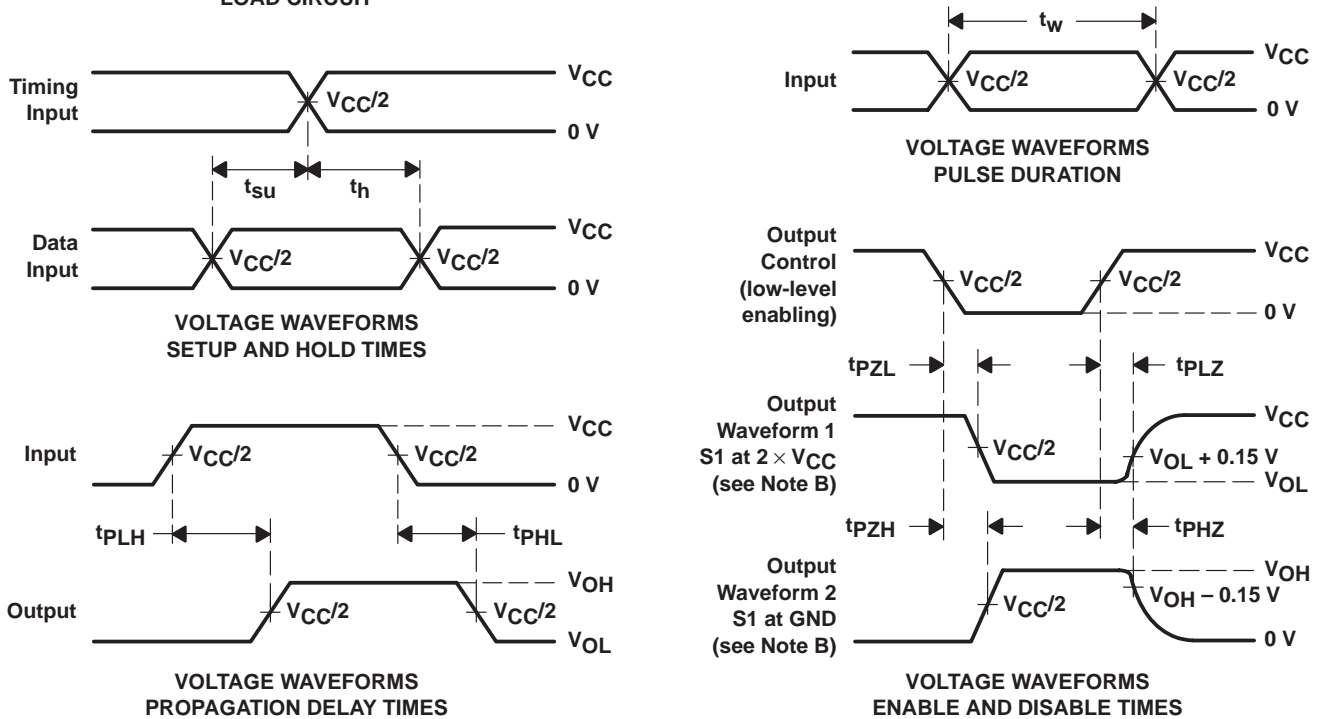 LOAD CIRCUIT
Timing
Input
VCC/2
VCC
0 V
tsu
th
Data
Input
VCC/2
VCC/2
VCC
0 V
VOLTAGE WAVEFORMS
SETUP AND HOLD TIMES
Input
VCC/2
VCC/2
VCC
0 V
tPLH
tPHL
Output
VCC/2
VCC/2
VOH
VOL
VOLTAGE WAVEFORMS
PROPAGATION DELAY TIMES
tw
Input
VCC/2
VCC/2
VCC
0 V
VOLTAGE WAVEFORMS
PULSE DURATION
Output
Control
(low-level
enabling)
VCC/2
VCC/2
VCC
0 V
tPZL
tPLZ
Output
Waveform 1
S1 at 2 × VCC
(see Note B)
VCC/2
VCC
VOL + 0.15 V
VOL
tPZH
tPHZ
Output
Waveform 2
S1 at GND
(see Note B)
VCC/2
VOH
VOH – 0.15 V
0 V
VOLTAGE WAVEFORMS
ENABLE AND DISABLE TIMES